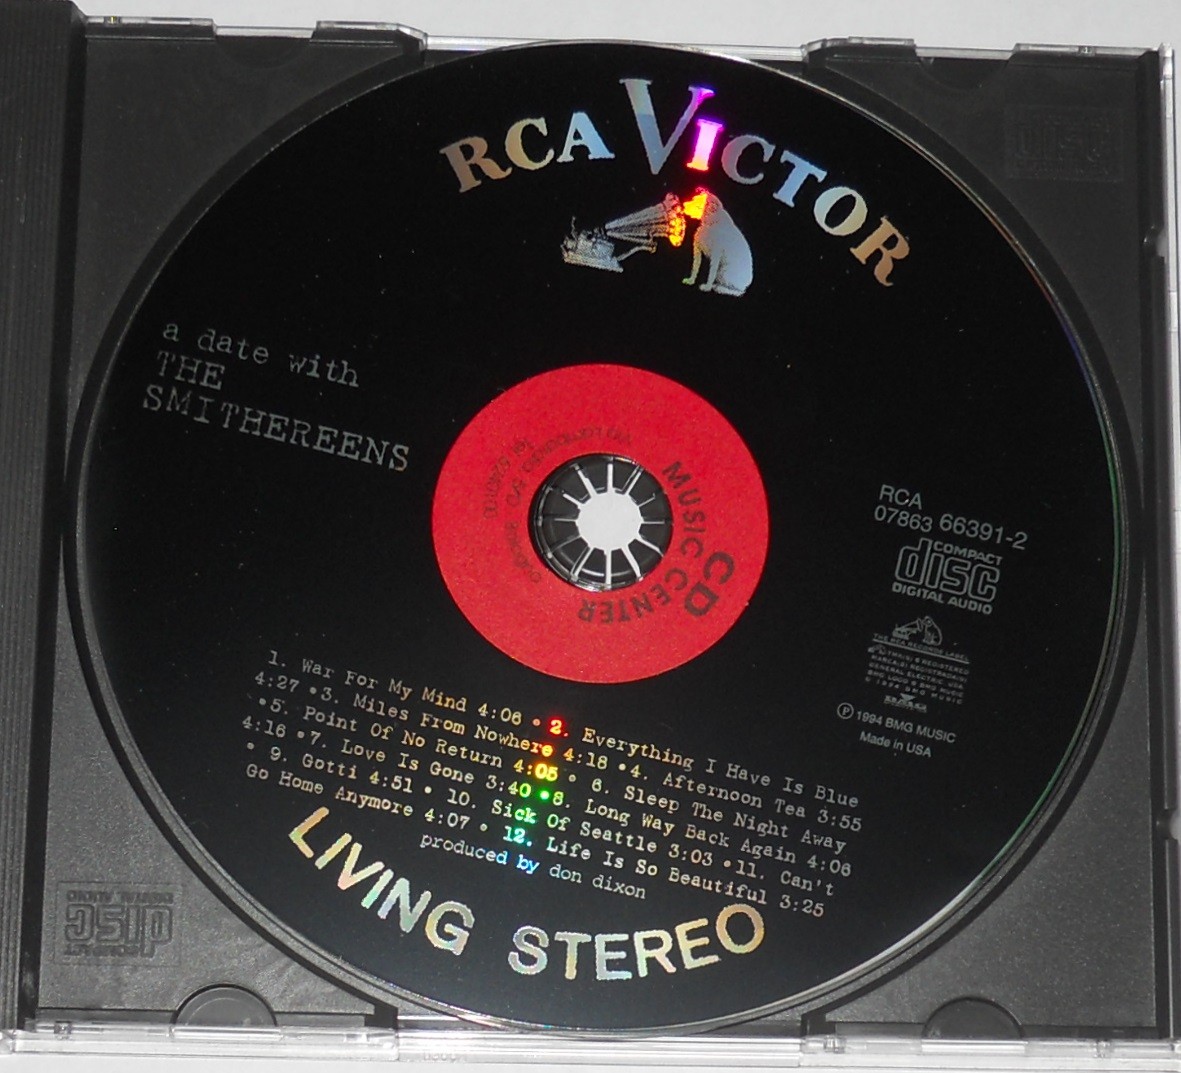 RCA VICTOR
a date with
THE
SMITHEREENS
CD
MUSIC CENTER
RCA
07863 66391-2
COMPACT
disc
DIGITAL AUDIO
THE RCA RECORDS LABEL
℗ 1994 BMG MUSIC
Made in USA
1. War For My Mind 4:06 • 2. Everything I Have Is Blue
4:27 • 3. Miles From Nowhere 4:18 • 4. Afternoon Tea 3:55
• 5. Point Of No Return 4:05 • 6. Sleep The Night Away
4:16 • 7. Love Is Gone 3:40 • 8. Long Way Back Again 4:06
• 9. Gotti 4:51 • 10. Sick Of Seattle 3:03 • 11. Can't
Go Home Anymore 4:07 • 12. Life Is So Beautiful 3:25
produced by don dixon
LIVING STEREO